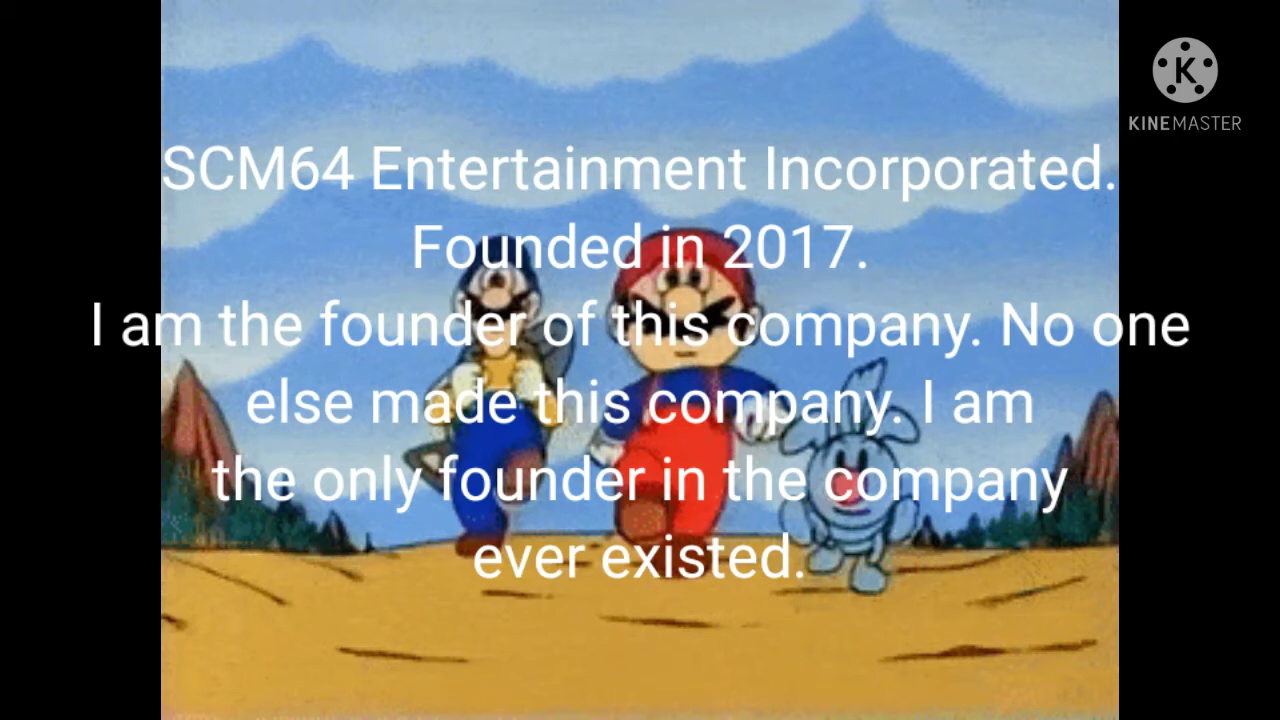 KINEMASTER
SCM64 Entertainment Incorporated.
Founded in 2017.
I am the founder of this company. No one
else made this company. I am
the only founder in the company
ever existed.